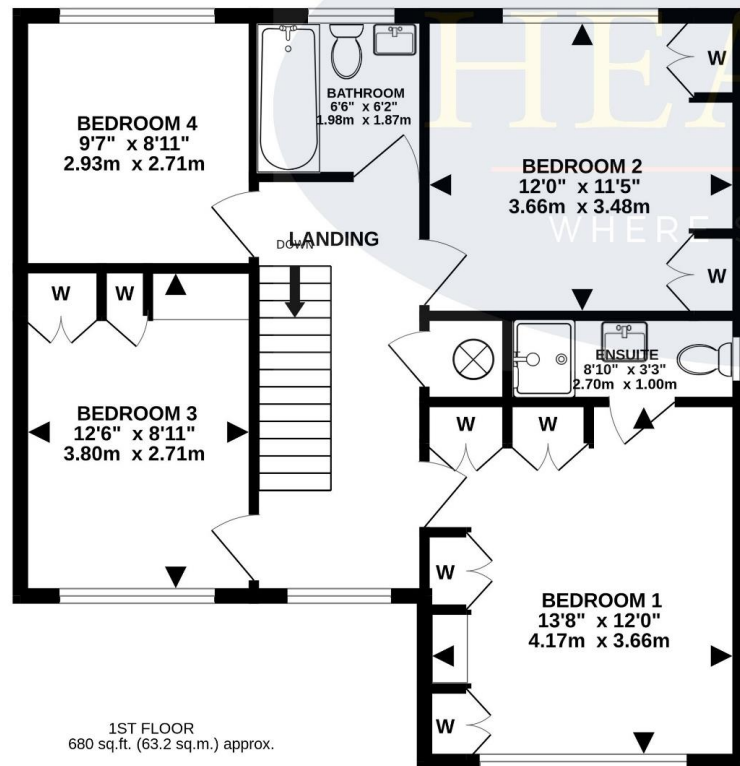 HEA
WHERE S
BEDROOM 4
9'7" x 8'11"
2.93m x 2.71m
BATHROOM
6'6" x 6'2"
1.98m x 1.87m
W
BEDROOM 2
12'0" x 11'5"
3.66m x 3.48m
W
LANDING
DOWN
W
W
BEDROOM 3
12'6" x 8'11"
3.80m x 2.71m
ENSUITE
8'10" x 3'3"
2.70m x 1.00m
W
W
W
BEDROOM 1
13'8" x 12'0"
4.17m x 3.66m
W
1ST FLOOR
680 sq.ft. (63.2 sq.m.) approx.